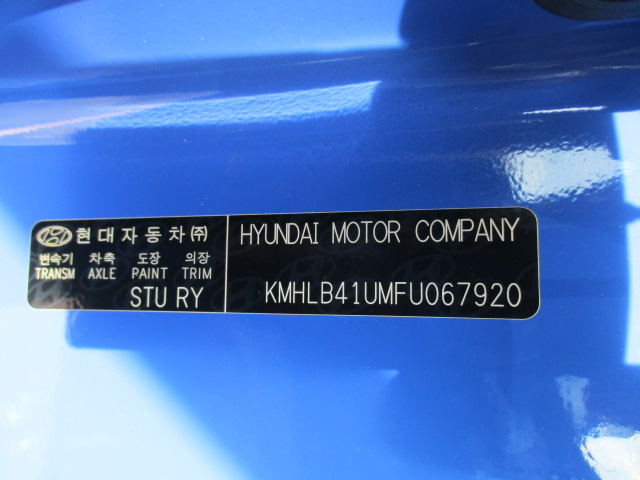 현대자동차㈜
변속기 차축 도장 의장
TRANSM AXLE PAINT TRIM
STU RY
HYUNDAI MOTOR COMPANY
KMHLB41UMFU067920